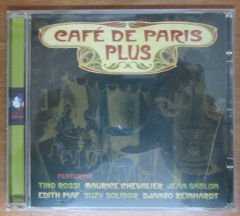 CAFÉ DE PARIS
PLUS
FEATURING
TINO ROSSI MAURICE CHEVALIER JEAN SABLON
EDITH PIAF SUZY SOLIDOR DJANGO REINHARDT